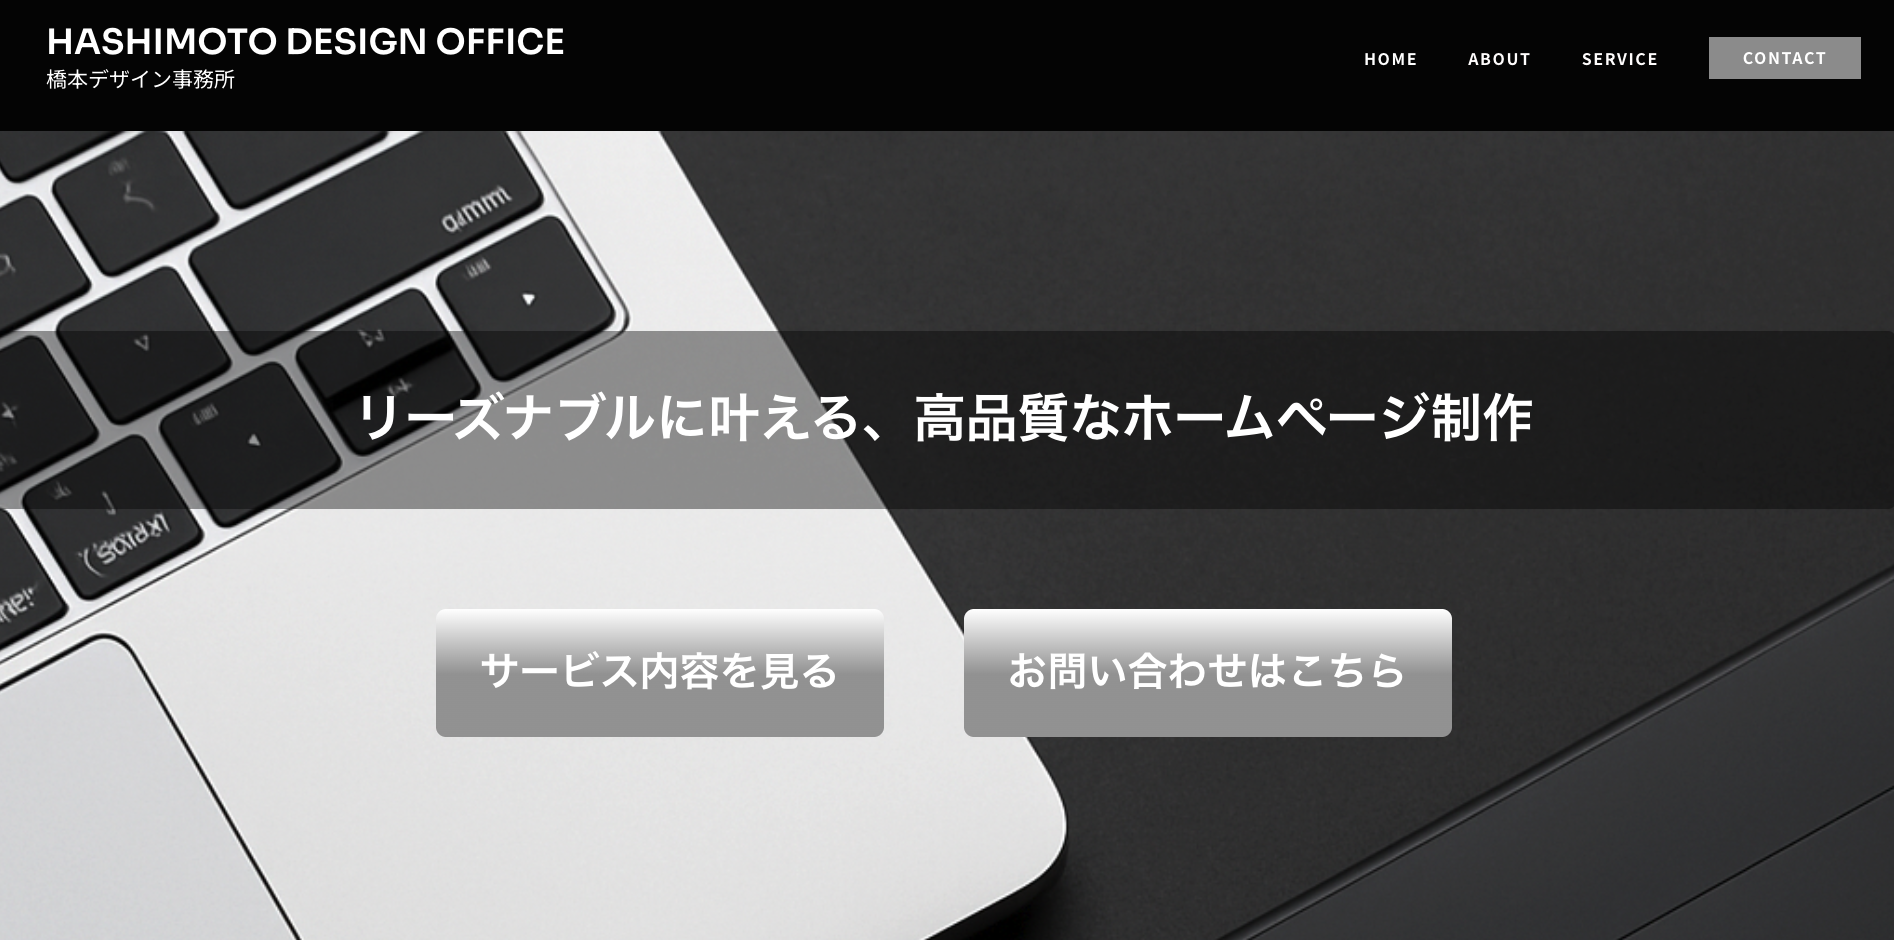 HASHIMOTO DESIGN OFFICE
橋本デザイン事務所
HOME ABOUT SERVICE CONTACT
リーズナブルに叶える、高品質なホームページ制作
サービス内容を見る
お問い合わせはこちら